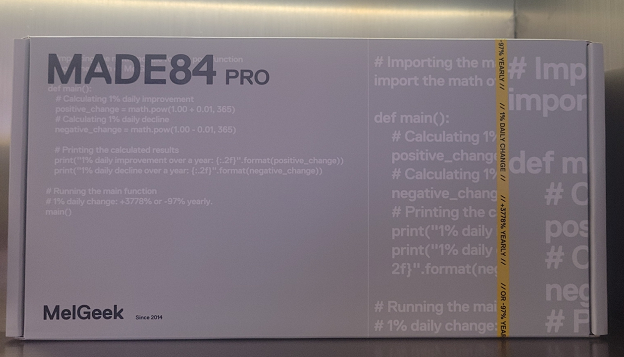 MADE84 PRO
def main():
# Calculating 1% daily improvement
positive_change = math.pow(1.00 + 0.01, 365)
# Calculating 1% daily decline
negative_change = math.pow(1.00 - 0.01, 365)
# Printing the calculated results
print("1% daily improvement over a year: {:.2f}".format(positive_change))
print("1% daily decline over a year: {:.2f}".format(negative_change))
# Running the main function
# 1% daily change: +3778% or -97% yearly.
main()
MelGeek Since 2014
# Importing the m
import the math o
def main():
# Calculating 1%
positive_chang
# Calculating 1%
negative_chang
# Printing the c
print("1% daily
print("1% daily
2f}".format(neg
# Running the mai
# 1% daily change:
-97% YEARLY // // 1% DAILY CHANGE // //+3778% YEARLY // //OR -97% YEAR
# Imp
impor
def m
# C
pos
# C
neg
# P